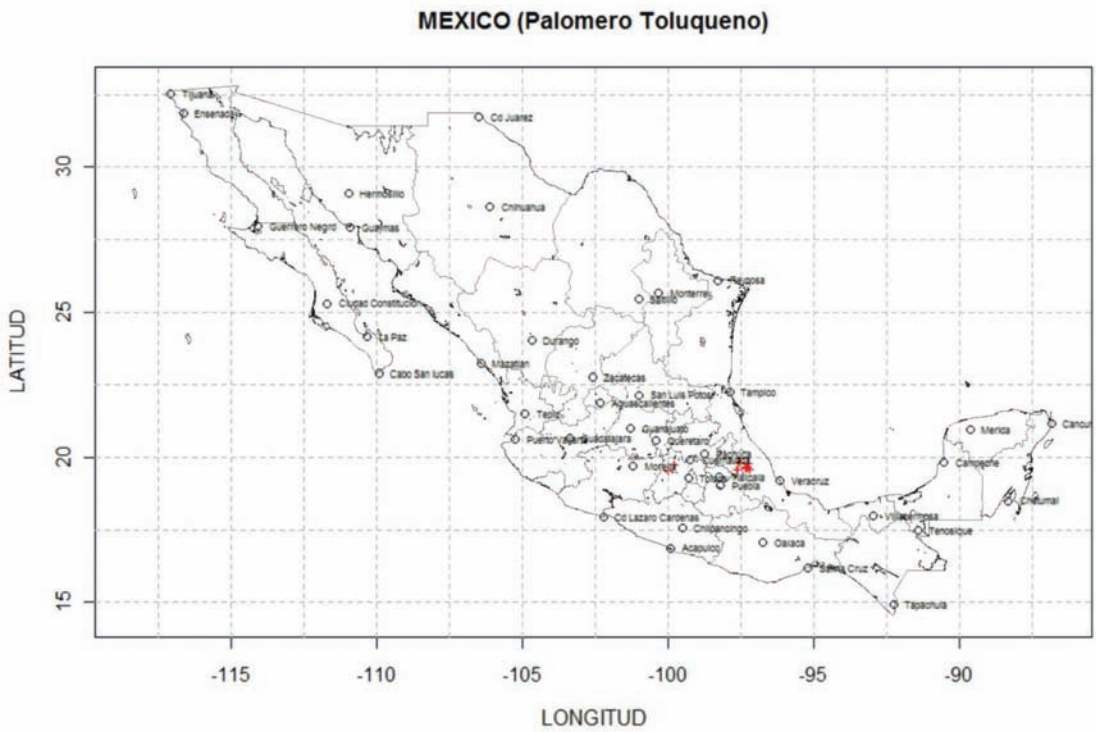 MEXICO (Palomero Toluqueno)
Tijuana
Ensenada
Cd Juarez
30
Hermosillo
Chihuahua
Guerrero Negro
Guaymas
Reynosa
Monterrey
Saltillo
25
Ciudad Constitucion
La Paz
Durango
Mazatlan
Cabo San lucas
Zacatecas
San Luis Potosi
Tampico
Aguascalientes
Tepic
Guanajuato
Merida
Cancun
Puerto Vallarta
Guadalajara
Queretaro
Pachuca
20
Morelia
Campeche
Toluca
Tlaxcala
Puebla
Veracruz
Chetumal
Cd Lazaro Cardenas
Villahermosa
Chilpancingo
Tenosique
Acapulco
Oaxaca
Salina Cruz
15
Tapachula
LATITUD
-115
-110
-105
-100
-95
-90
LONGITUD